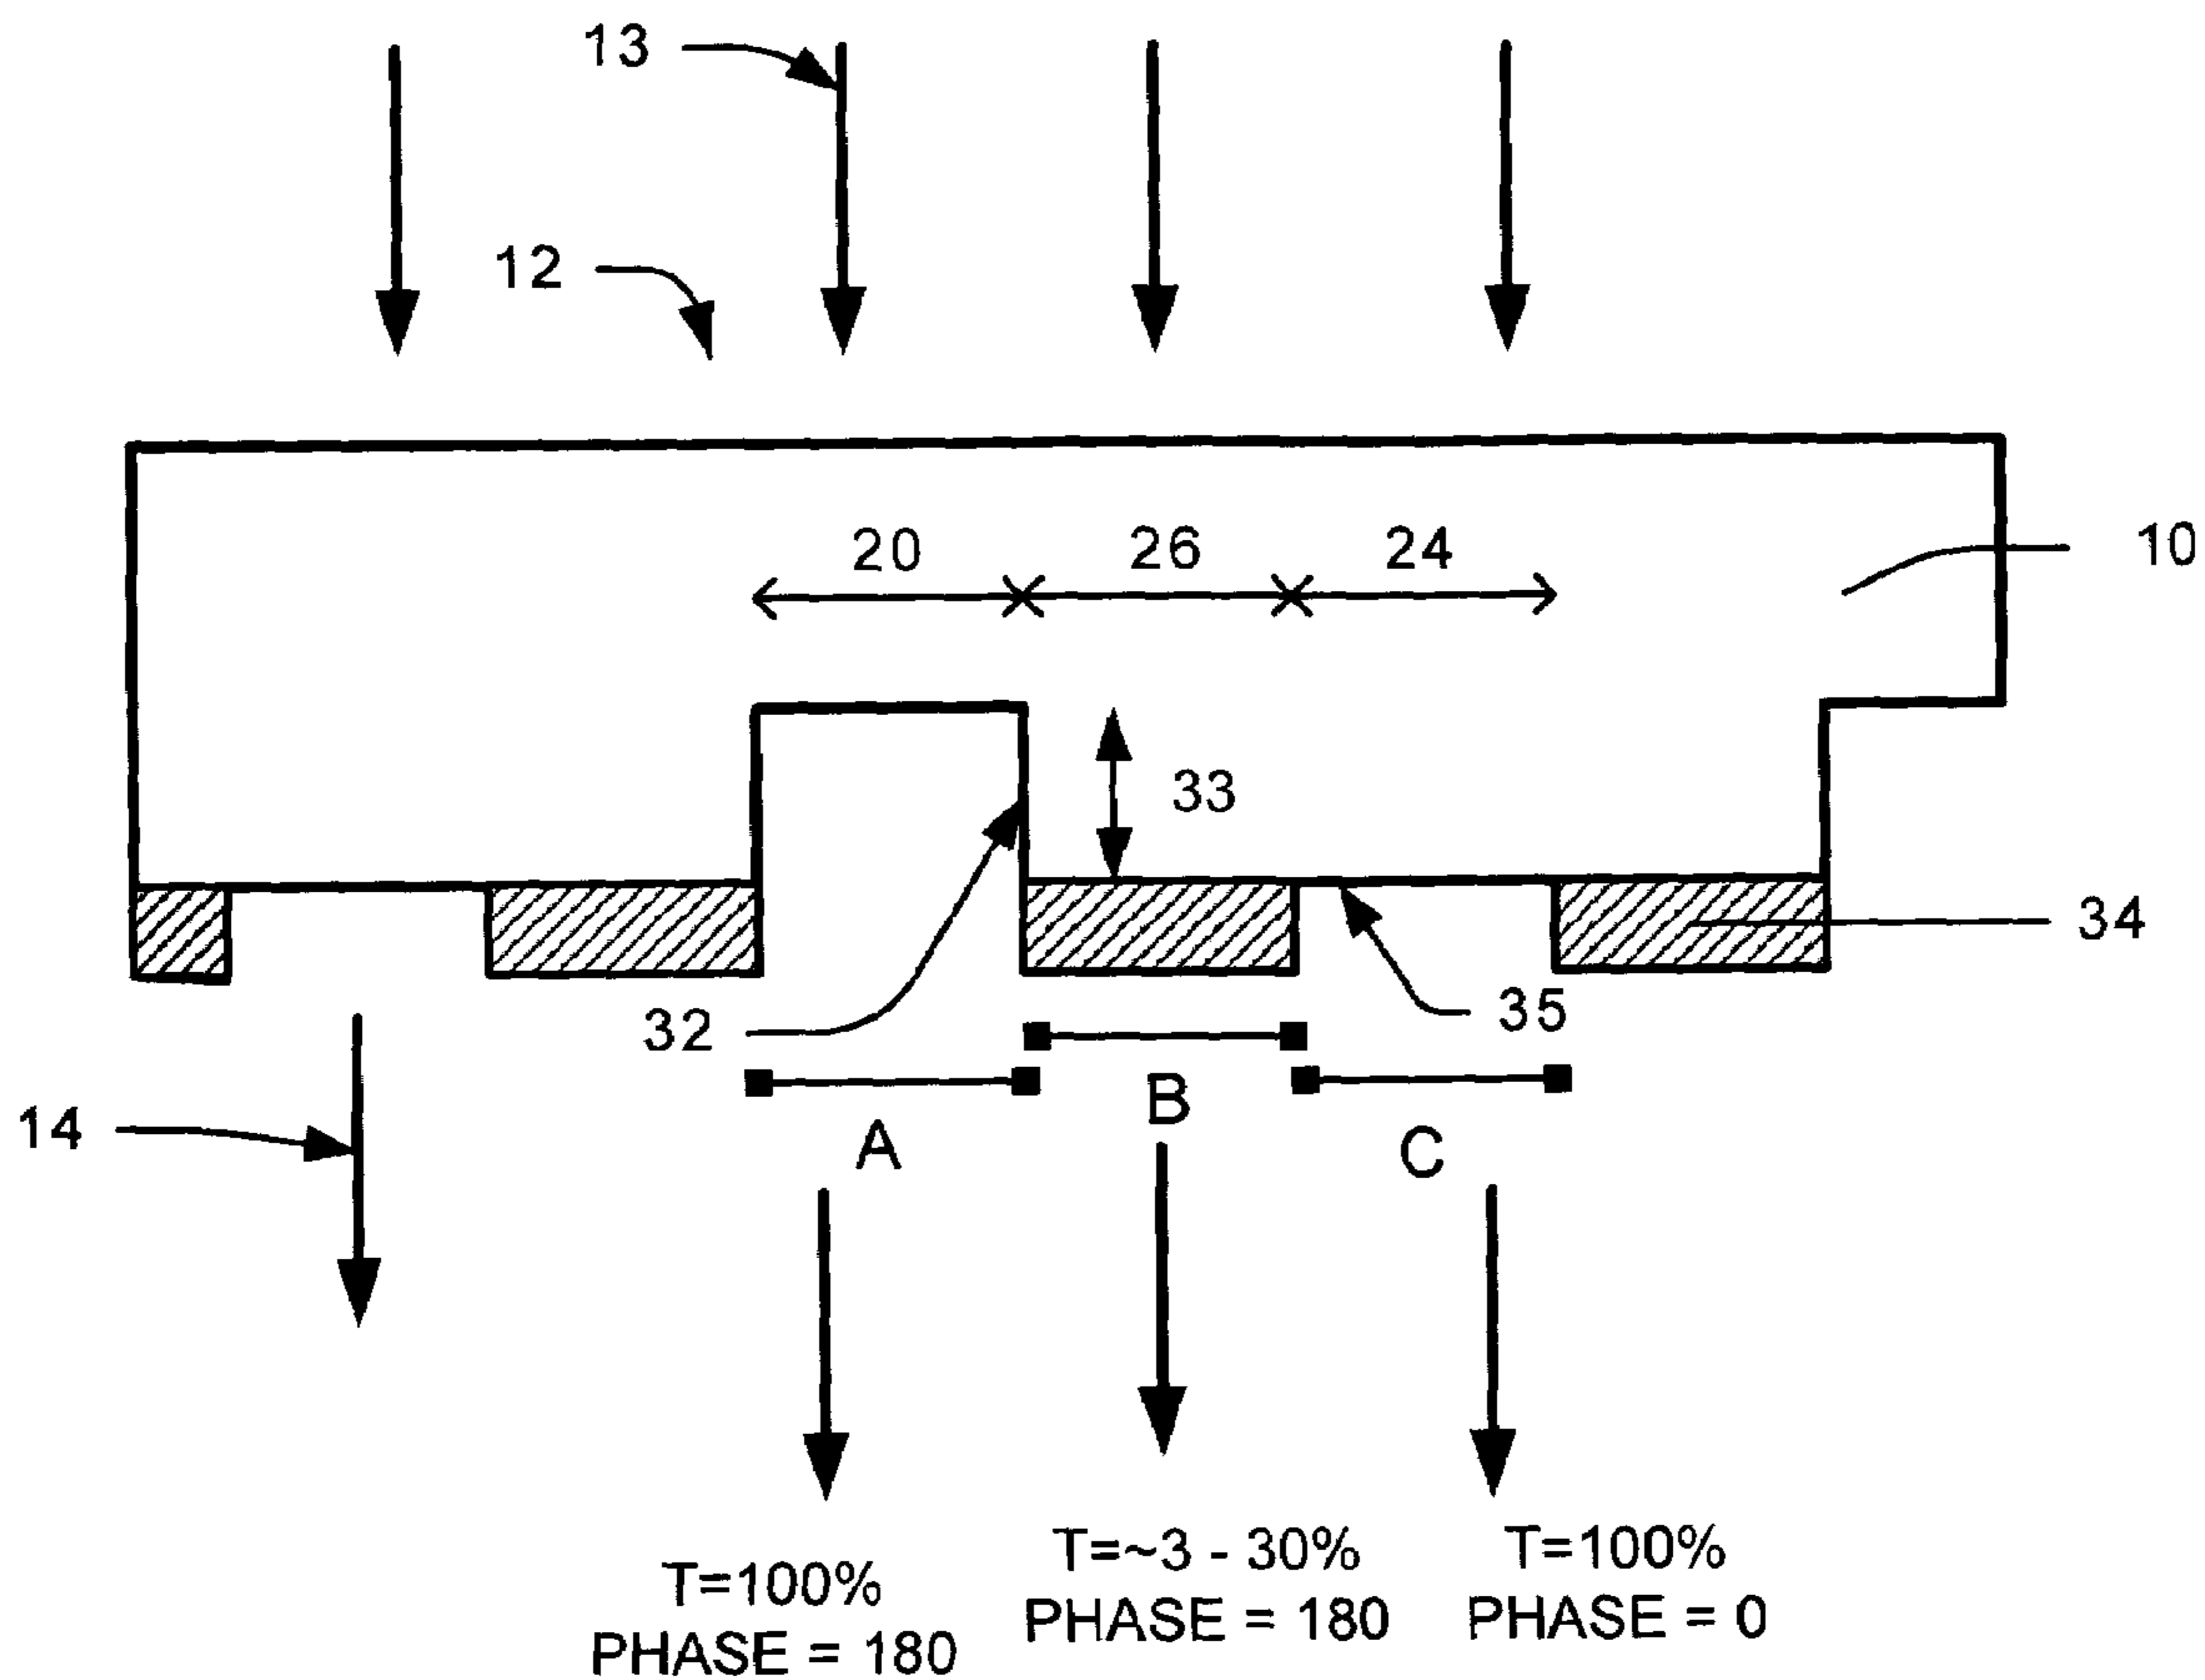 13
12
20 26 24
10
33
34
32
35
14
A
B
C
T=100%
PHASE = 180
T=~3 - 30%
PHASE = 180
T=100%
PHASE = 0